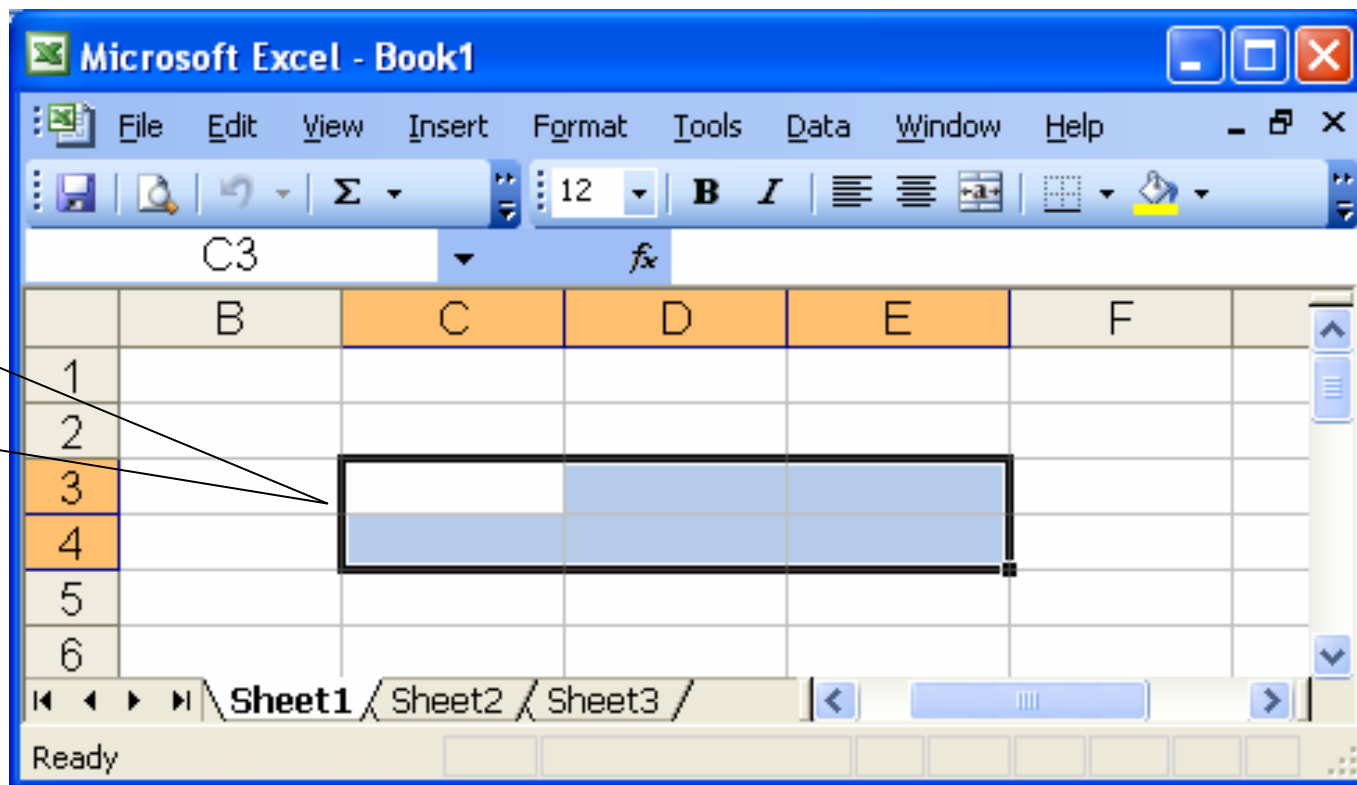 Microsoft Excel - Book1
File Edit View Insert Format Tools Data Window Help
Σ 12 B I a
C3 fx
B C D E F
1
2
3
4
5
6
Sheet1 Sheet2 Sheet3
Ready